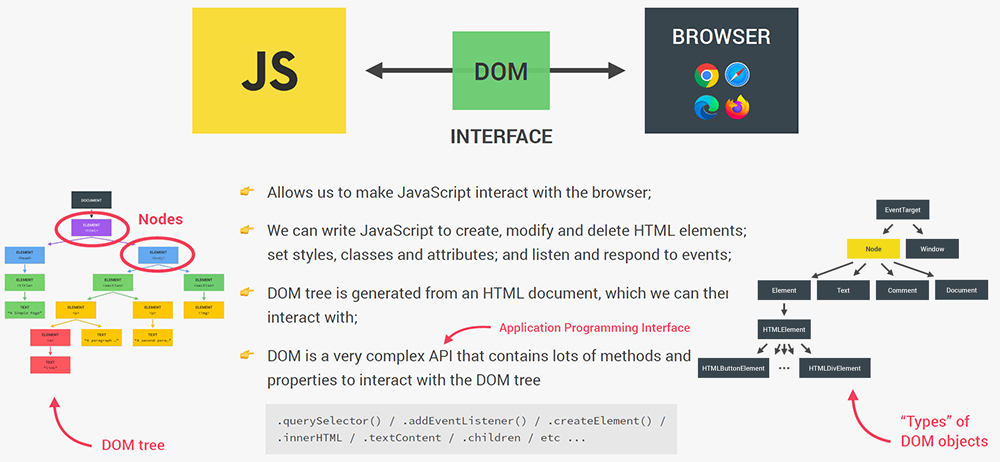 JS
DOM
BROWSER
INTERFACE
Allows us to make JavaScript interact with the browser;
We can write JavaScript to create, modify and delete HTML elements;
set styles, classes and attributes; and listen and respond to events;
DOM tree is generated from an HTML document, which we can then
interact with;
Application Programming Interface
DOM is a very complex API that contains lots of methods and
properties to interact with the DOM tree
.querySelector() / .addEventListener() / .createElement() /
.innerHTML / .textContent / .children / etc ...
DOCUMENT
Nodes
ELEMENT
<html>
ELEMENT
<head>
ELEMENT
<body>
ELEMENT
<title>
ELEMENT
<section>
ELEMENT
<section>
TEXT
"A Simple Page"
ELEMENT
<p>
ELEMENT
<p>
ELEMENT
<img>
ELEMENT
<a>
TEXT
"A paragraph
TEXT
"A second para…
TEXT
DOM tree
EventTarget
Node
Window
Element
Text
Comment
Document
HTMLElement
HTMLButtonElement
...
HTMLDivElement
“Types” of
DOM objects